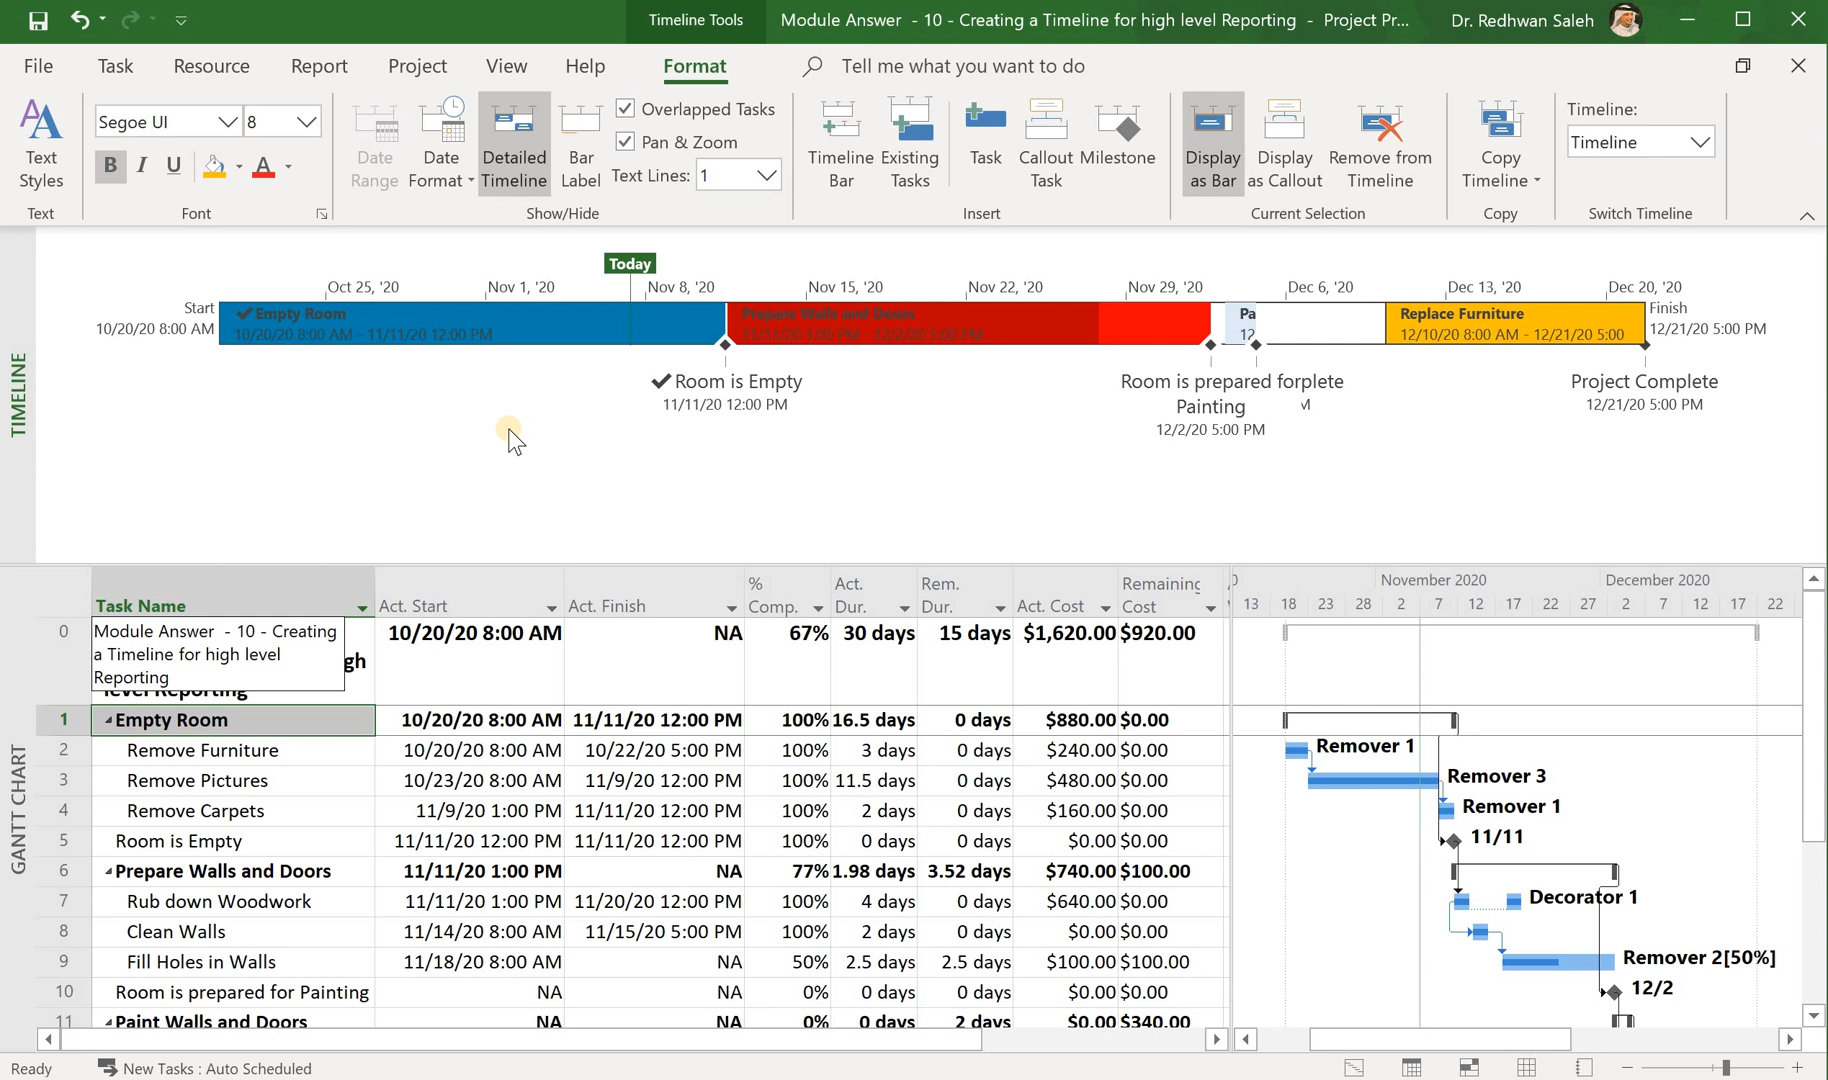 Timeline Tools
Module Answer - 10 - Creating a Timeline for high level Reporting - Project Pr...
Dr. Redhwan Saleh
File Task Resource Report Project View Help Format Tell me what you want to do
Text Styles
Text
Segoe UI 8
B I U A
Font
Date Range
Date Format
Detailed Timeline
Bar Label
Overlapped Tasks
Pan & Zoom
Text Lines: 1
Show/Hide
Timeline Bar
Existing Tasks
Task
Callout Task
Milestone
Insert
Display as Bar
Display as Callout
Remove from Timeline
Current Selection
Copy Timeline
Copy
Timeline:
Timeline
Switch Timeline
TIMELINE
Today
Oct 25, '20 Nov 1, '20 Nov 8, '20 Nov 15, '20 Nov 22, '20 Nov 29, '20 Dec 6, '20 Dec 13, '20 Dec 20, '20
Start
10/20/20 8:00 AM
Empty Room
10/20/20 8:00 AM - 11/11/20 12:00 PM
Prepare Walls and Doors
11/11/20 1:00 PM - 12/2/20 5:00 PM
Pa
12
Replace Furniture
12/10/20 8:00 AM - 12/21/20 5:00
Finish
12/21/20 5:00 PM
Room is Empty
11/11/20 12:00 PM
Room is prepared forplete
Painting
12/2/20 5:00 PM
Project Complete
12/21/20 5:00 PM
GANTT CHART
Task Name Act. Start Act. Finish % Comp. Act. Dur. Rem. Dur. Act. Cost Remaining Cost
November 2020 December 2020
13 18 23 28 2 7 12 17 22 27 2 7 12 17 22
Module Answer - 10 - Creating
a Timeline for high level
Reporting
gh
level Reporting
0 10/20/20 8:00 AM NA 67% 30 days 15 days $1,620.00 $920.00
1 Empty Room 10/20/20 8:00 AM 11/11/20 12:00 PM 100% 16.5 days 0 days $880.00 $0.00
2 Remove Furniture 10/20/20 8:00 AM 10/22/20 5:00 PM 100% 3 days 0 days $240.00 $0.00 Remover 1
3 Remove Pictures 10/23/20 8:00 AM 11/9/20 1:00 PM 100% 11.5 days 0 days $480.00 $0.00 Remover 3
4 Remove Carpets 11/9/20 1:00 PM 11/11/20 12:00 PM 100% 2 days 0 days $160.00 $0.00 Remover 1
5 Room is Empty 11/11/20 12:00 PM 11/11/20 12:00 PM 100% 0 days 0 days $0.00 $0.00 11/11
6 Prepare Walls and Doors 11/11/20 1:00 PM NA 77% 1.98 days 3.52 days $740.00 $100.00
7 Rub down Woodwork 11/11/20 1:00 PM 11/20/20 12:00 PM 100% 4 days 0 days $640.00 $0.00 Decorator 1
8 Clean Walls 11/14/20 8:00 AM 11/15/20 5:00 PM 100% 2 days 0 days $0.00 $0.00
9 Fill Holes in Walls 11/18/20 8:00 AM NA 50% 2.5 days 2.5 days $100.00 $100.00 Remover 2[50%]
10 Room is prepared for Painting NA NA 0% 0 days 0 days $0.00 $0.00 12/2
11 Paint Walls and Doors NA NA 0% 0 days 2 days $0.00 $340.00
Ready New Tasks : Auto Scheduled